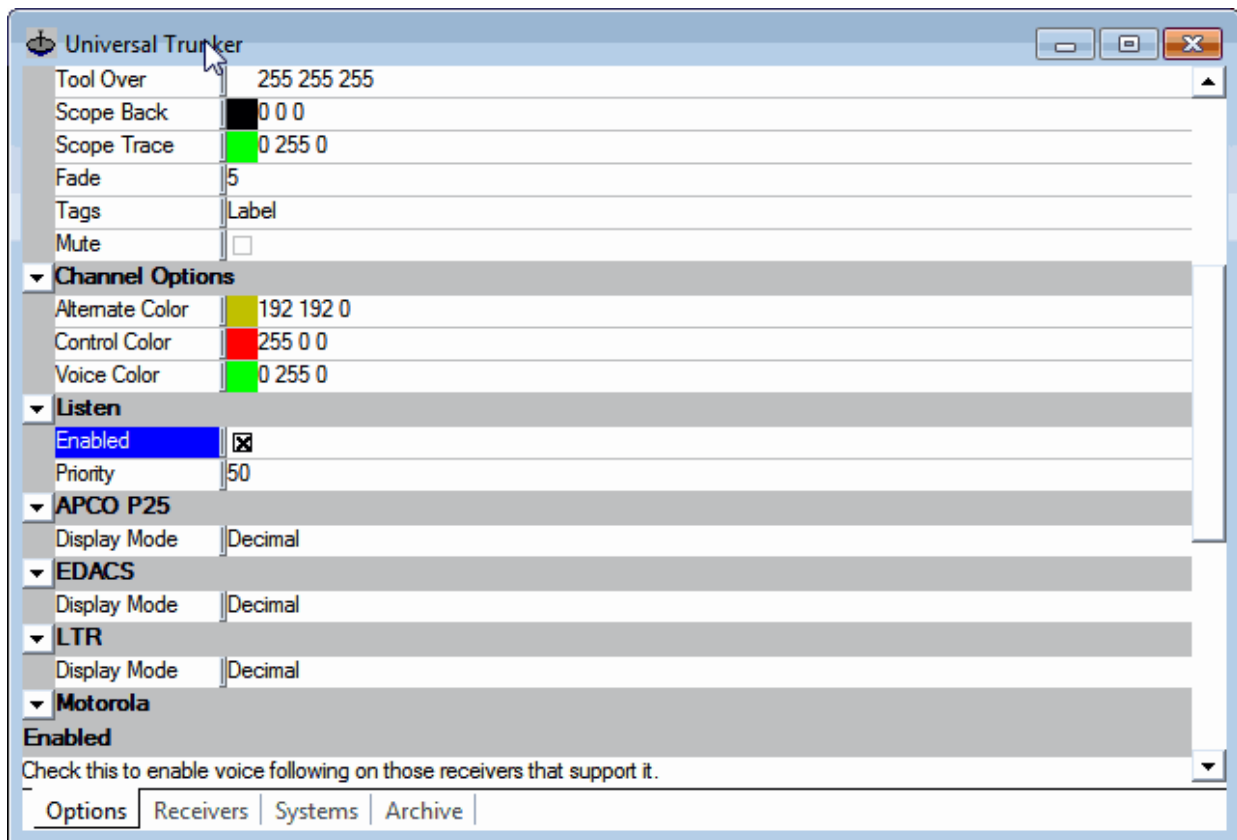 Universal Trunker
Tool Over 255 255 255
Scope Back 0 0 0
Scope Trace 0 255 0
Fade 5
Tags Label
Mute
Channel Options
Alternate Color 192 192 0
Control Color 255 0 0
Voice Color 0 255 0
Listen
Enabled
Priority 50
APCO P25
Display Mode Decimal
EDACS
Display Mode Decimal
LTR
Display Mode Decimal
Motorola
Enabled
Check this to enable voice following on those receivers that support it.
Options Receivers Systems Archive